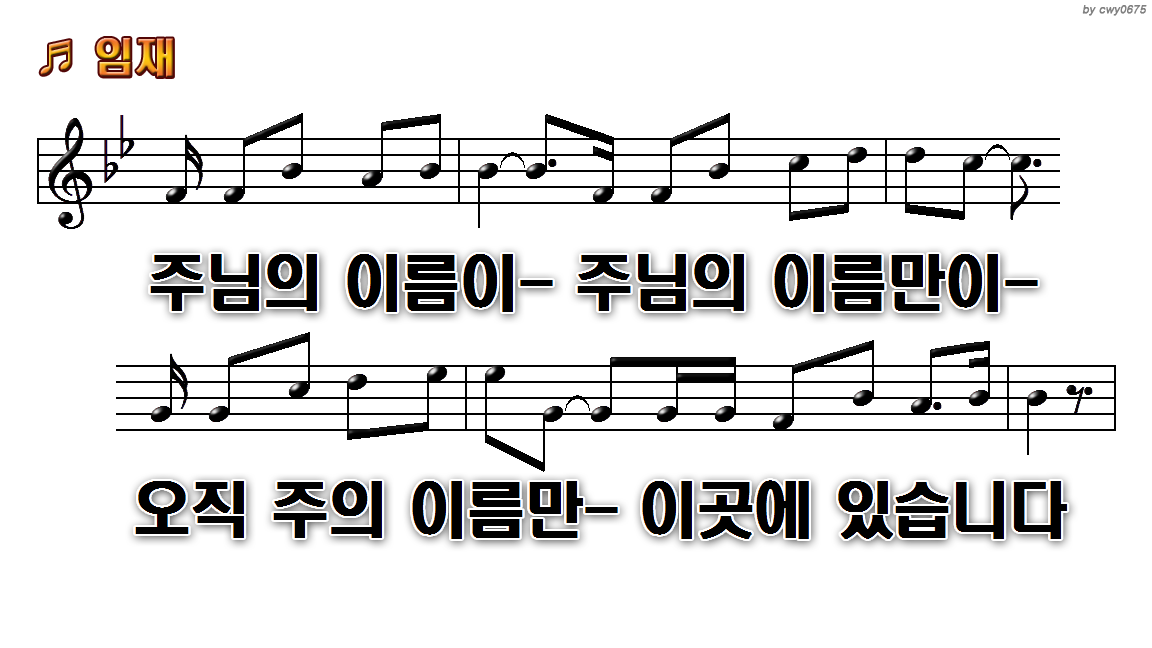 by cwy0675
♬ 임재
주님의 이름이- 주님의 이름만이-
오직 주의 이름만- 이곳에 있습니다